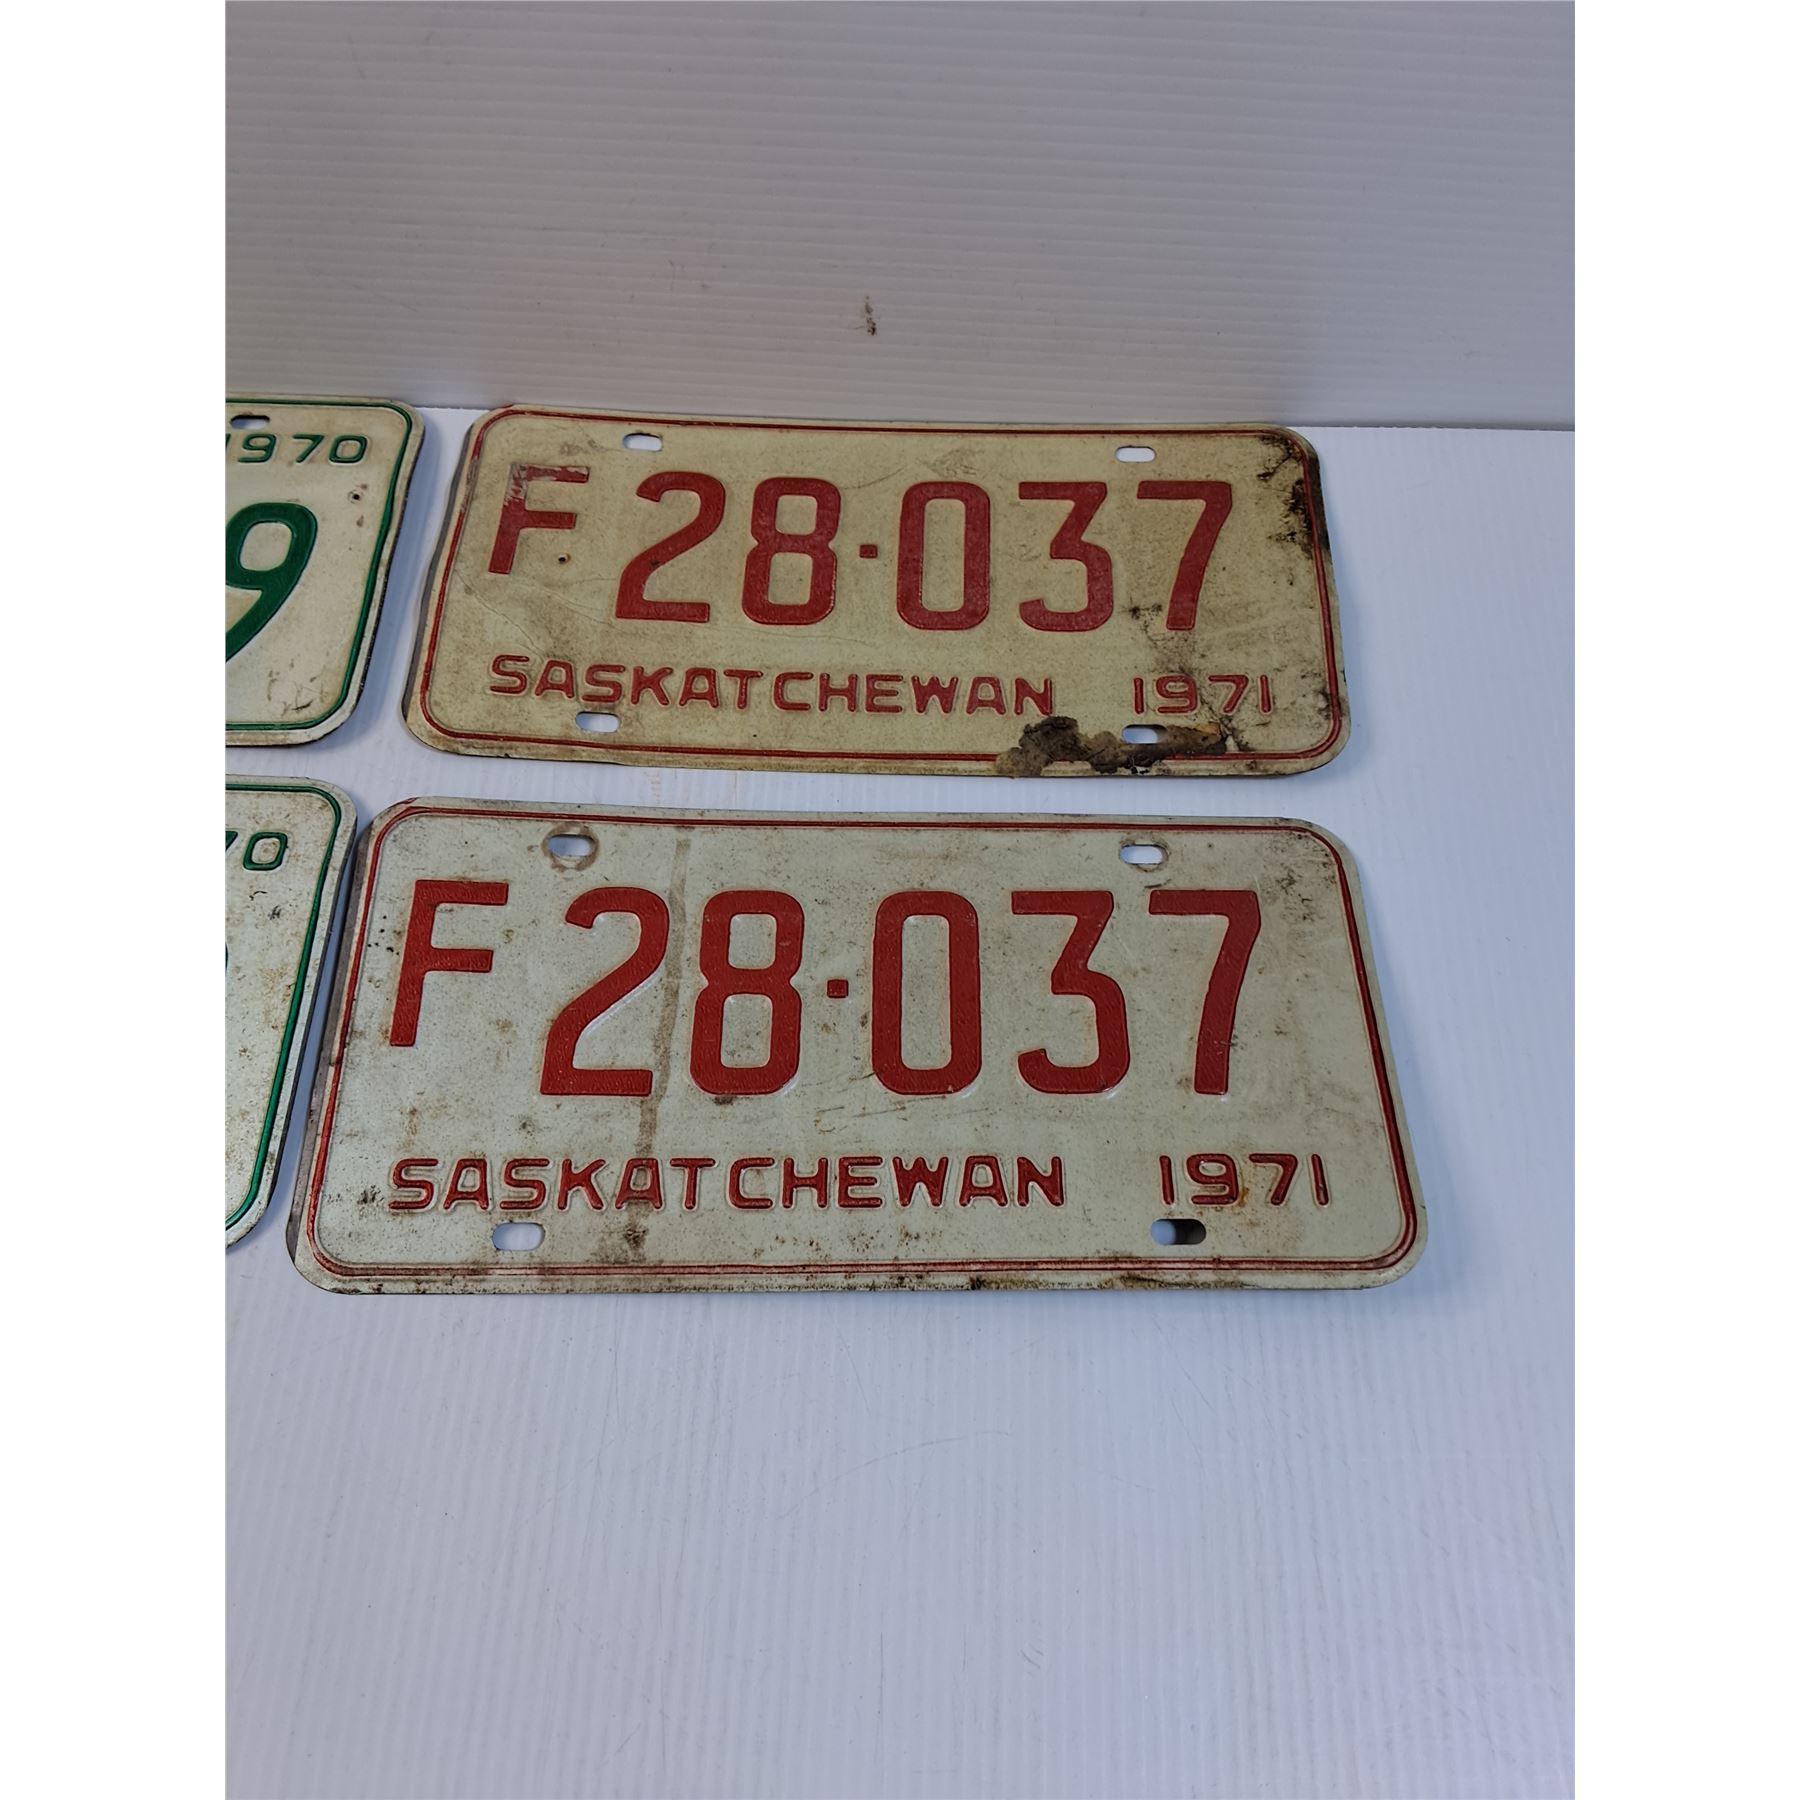 1970
9
F 28·037
SASKATCHEWAN 1971
70
F 28·037
SASKATCHEWAN 1971